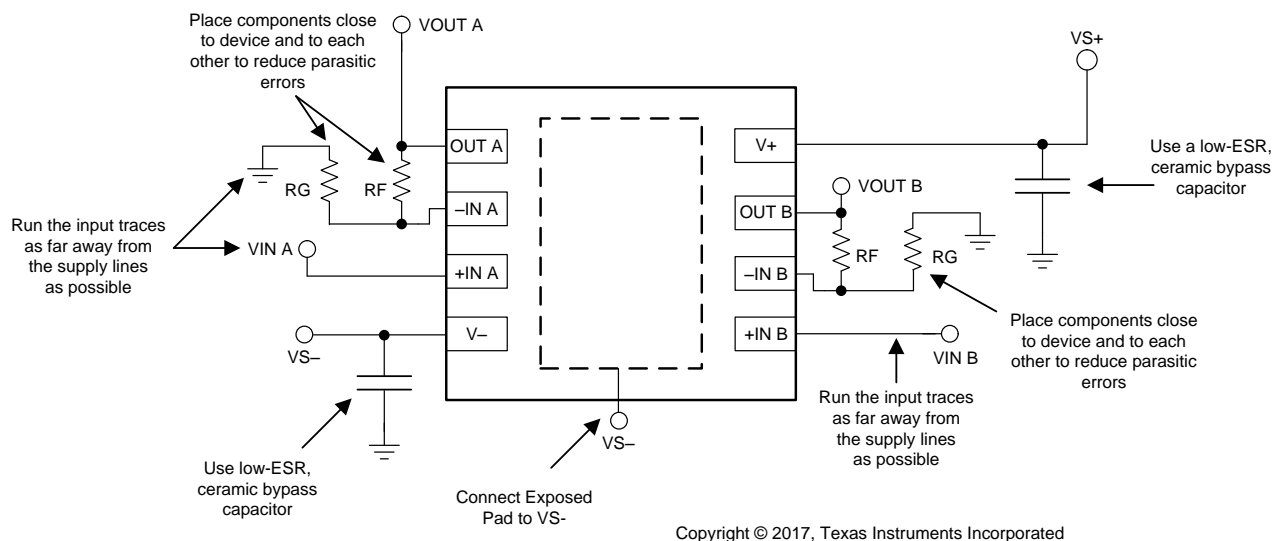 Place components close
to device and to each
other to reduce parasitic
errors
VOUT A
VS+
OUT A
V+
RG
RF
Use a low-ESR,
ceramic bypass
capacitor
VOUT B
–IN A
OUT B
Run the input traces
as far away from
the supply lines
as possible
VIN A
RF
RG
+IN A
–IN B
Place components close
to device and to each
other to reduce parasitic
errors
V–
+IN B
VS–
VIN B
Run the input traces
as far away from
the supply lines
as possible
VS–
Use low-ESR,
ceramic bypass
capacitor
Connect Exposed
Pad to VS-
Copyright © 2017, Texas Instruments Incorporated